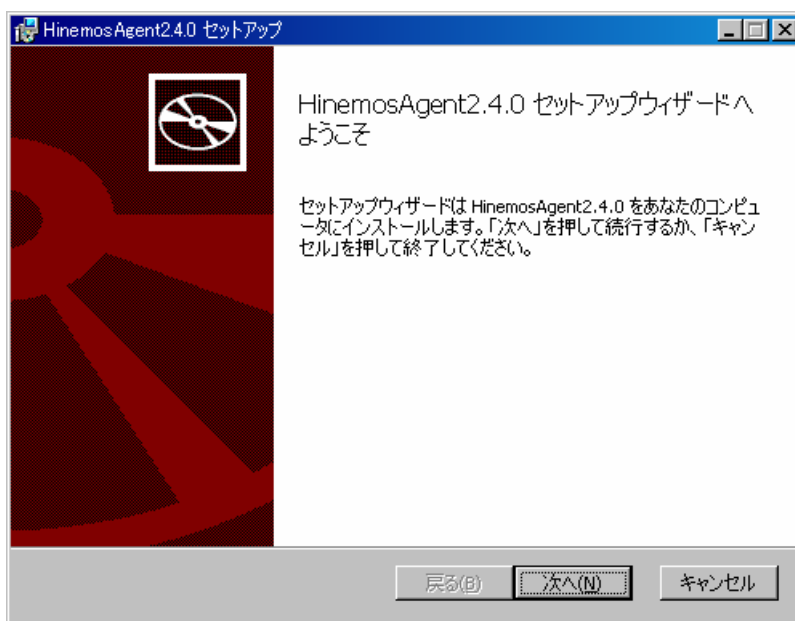 HinemosAgent2.4.0 セットアップ
HinemosAgent2.4.0 セットアップウィザードへ
ようこそ
セットアップウィザードは HinemosAgent2.4.0 をあなたのコンピュ
ータにインストールします。「次へ」を押して続行するか、「キャン
セル」を押して終了してください。
戻る(B) 次へ(N) キャンセル